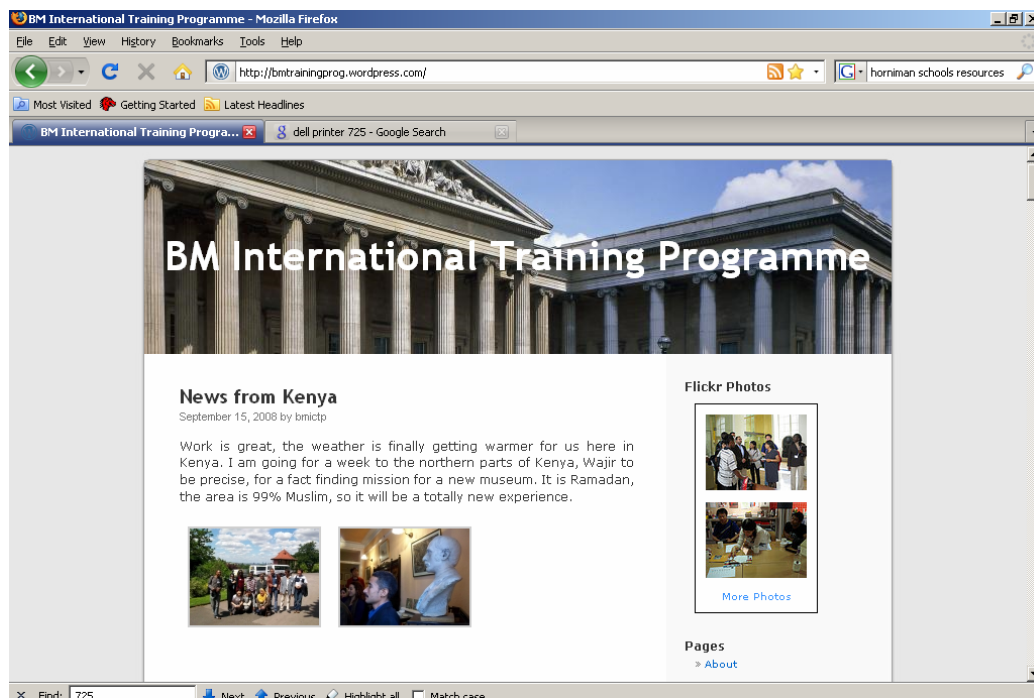 BM International Training Programme - Mozilla Firefox
File Edit View History Bookmarks Tools Help
http://bmtrainingprog.wordpress.com/
horniman schools resources
Most Visited Getting Started Latest Headlines
BM International Training Progra...
dell printer 725 - Google Search
BM International Training Programme
News from Kenya
September 15, 2008 by bmictp
Work is great, the weather is finally getting warmer for us here in
Kenya. I am going for a week to the northern parts of Kenya, Wajir to
be precise, for a fact finding mission for a new museum. It is Ramadan,
the area is 99% Muslim, so it will be a totally new experience.
Flickr Photos
More Photos
Pages
» About
Find: 725 Next Previous Highlight all Match case